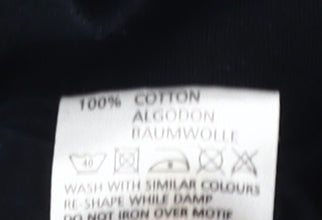 100% COTTON
ALGODON
BAUMWOLLE
40
WASH WITH SIMILAR COLOURS
RE-SHAPE WHILE DAMP
DO NOT IRON OVER MOTIF